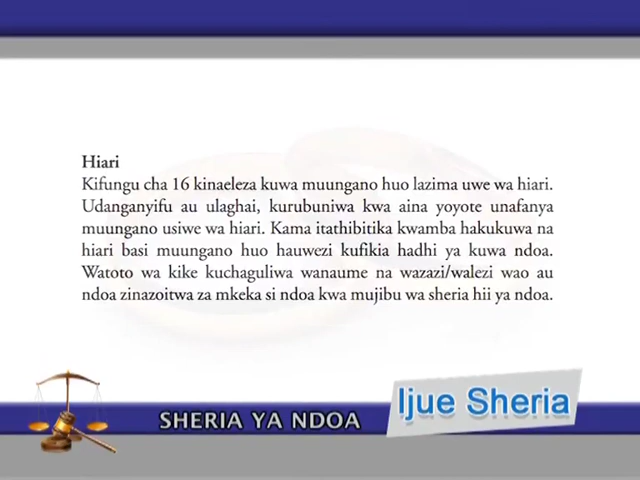 Hiari
Kifungu cha 16 kinaeleza kuwa muungano huo lazima uwe wa hiari.
Udanganyifu au ulaghai, kurubuniwa kwa aina yoyote unafanya
muungano usiwe wa hiari. Kama itathibitika kwamba hakukuwa na
hiari basi muungano huo hauwezi kufikia hadhi ya kuwa ndoa.
Watoto wa kike kuchaguliwa wanaume na wazazi/walezi wao au
ndoa zinazoitwa za mkeka si ndoa kwa mujibu wa sheria hii ya ndoa.
SHERIA YA NDOA
Ijue Sheria